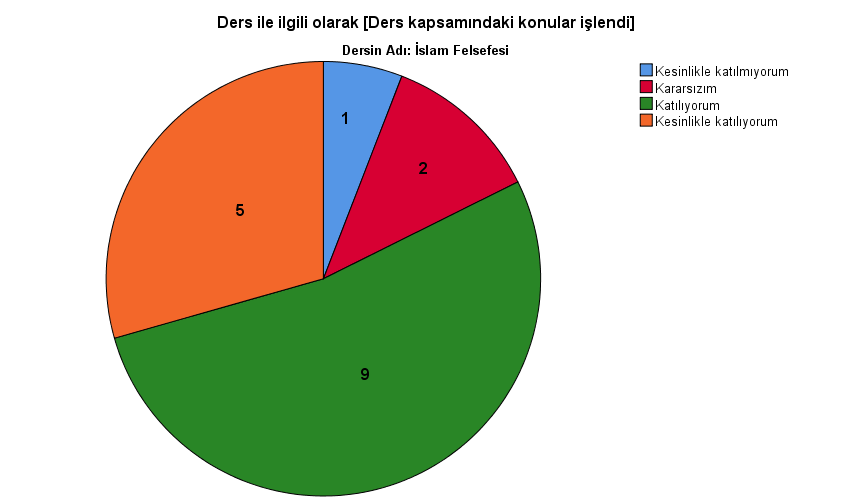 Ders ile ilgili olarak [Ders kapsamındaki konular işlendi]
Dersin Adı: İslam Felsefesi
Kesinlikle katılmıyorum
Kararsızım
Katılıyorum
Kesinlikle katılıyorum
1
2
5
9